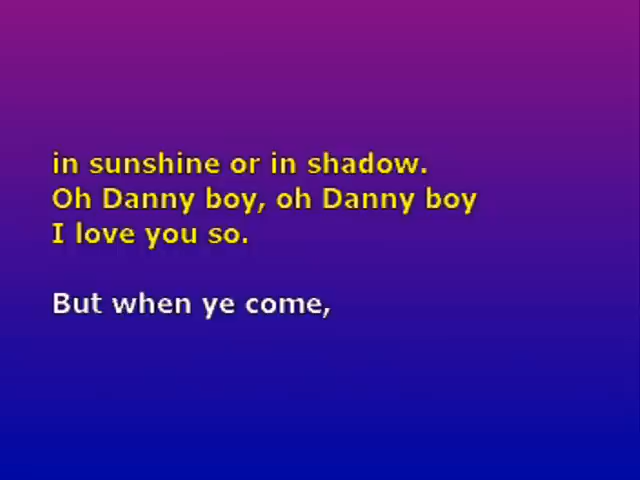 in sunshine or in shadow.
Oh Danny boy, oh Danny boy
I love you so.
But when ye come,